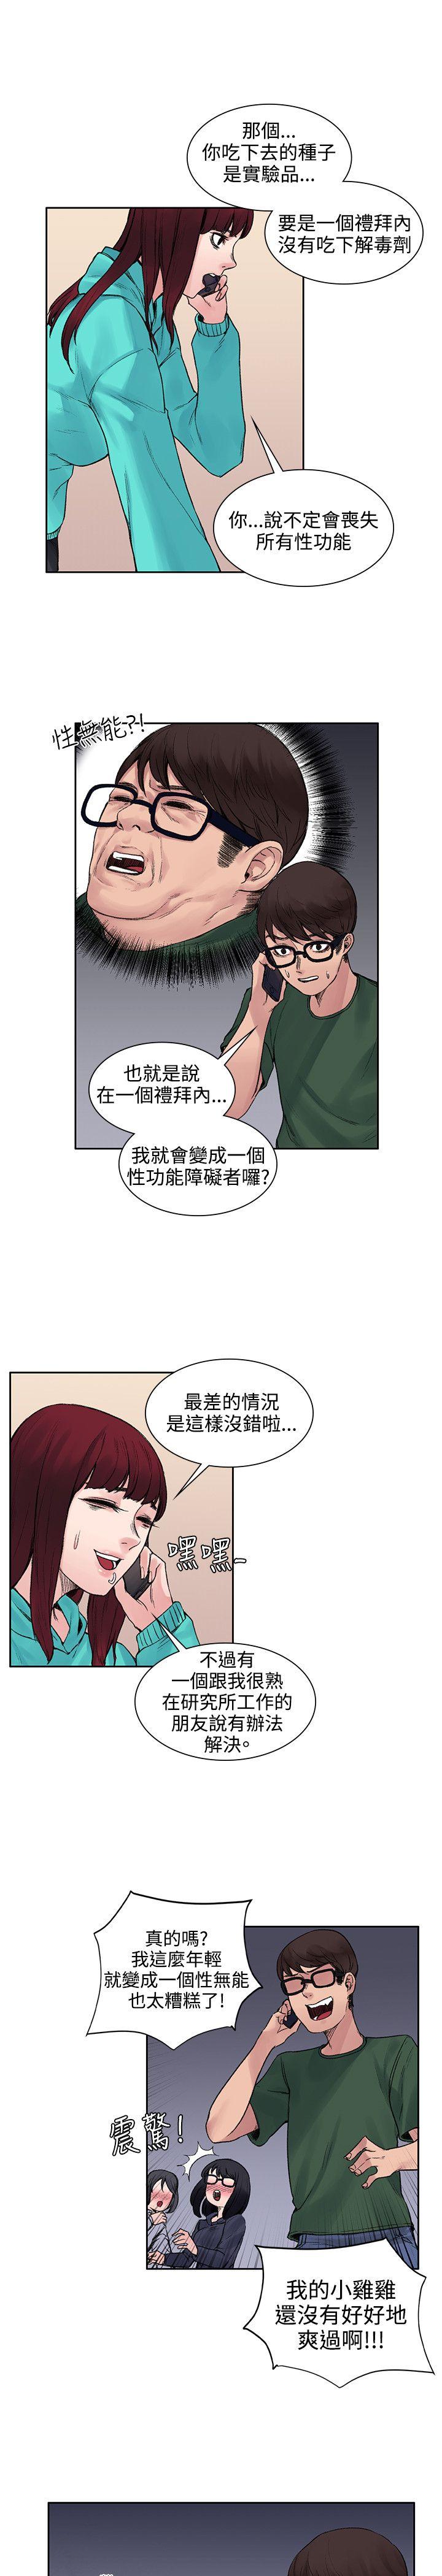 那個...
你吃下去的種子
是實驗品...
要是一個禮拜內
沒有吃下解毒劑
你...說不定會喪失
所有性功能
性無能?!
也就是說
在一個禮拜內...
我就會變成一個
性功能障礙者囉?
最差的情況
是這樣沒錯啦...
嘿嘿~
不過有
一個跟我很熟
在研究所工作的
朋友說有辦法
解決。
真的嗎?
我這麼年輕
就變成一個性無能
也太糟糕了!
震驚!
我的小雞雞
還沒有好好地
爽過啊!!!